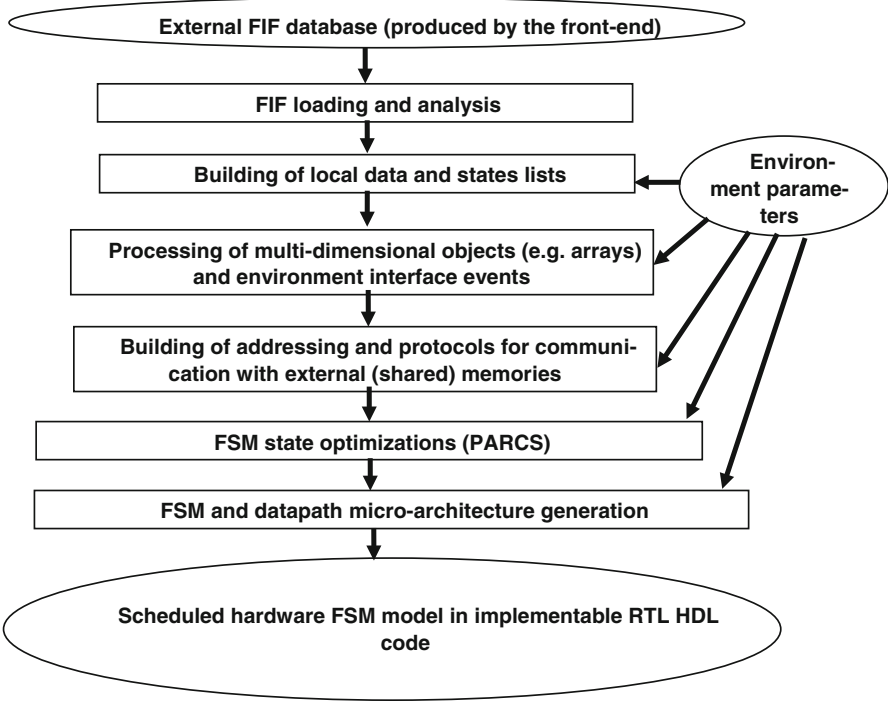 External FIF database (produced by the front-end)
FIF loading and analysis
Building of local data and states lists
Environ-
ment parame-
ters
Processing of multi-dimensional objects (e.g. arrays)
and environment interface events
Building of addressing and protocols for communi-
cation with external (shared) memories
FSM state optimizations (PARCS)
FSM and datapath micro-architecture generation
Scheduled hardware FSM model in implementable RTL HDL
code